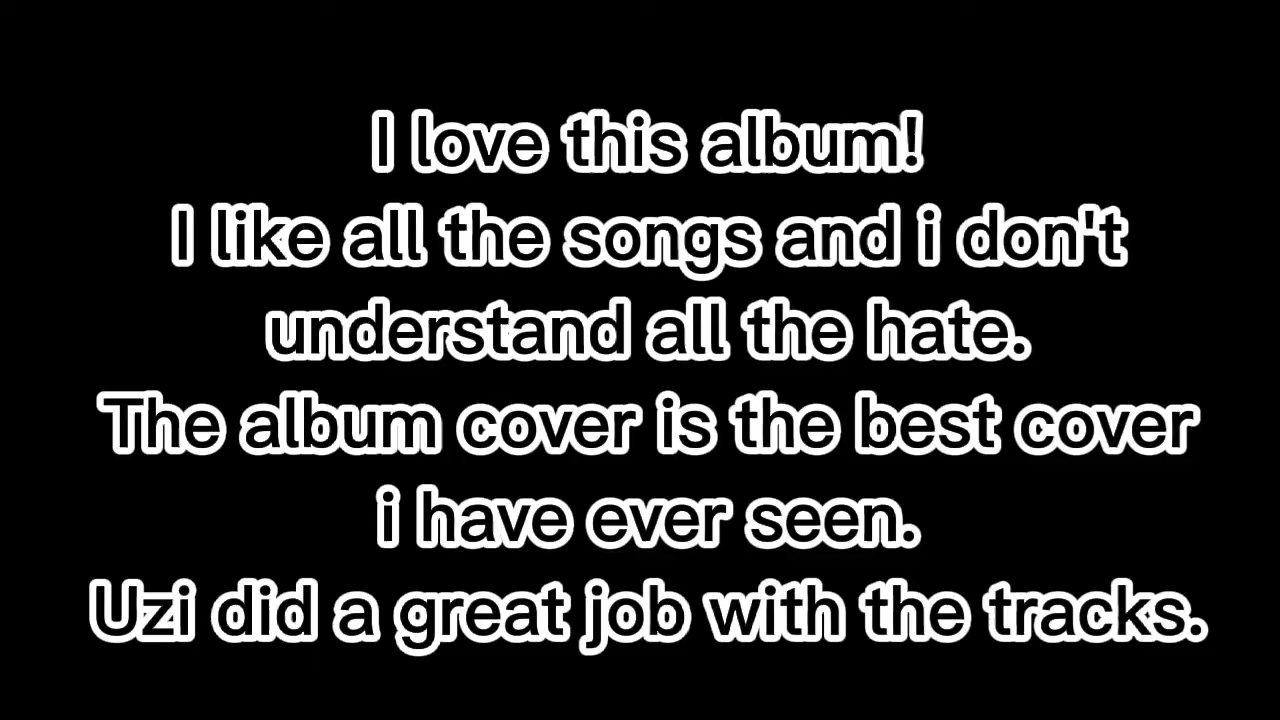 I love this album!
I like all the songs and i don't
understand all the hate.
The album cover is the best cover
i have ever seen.
Uzi did a great job with the tracks.